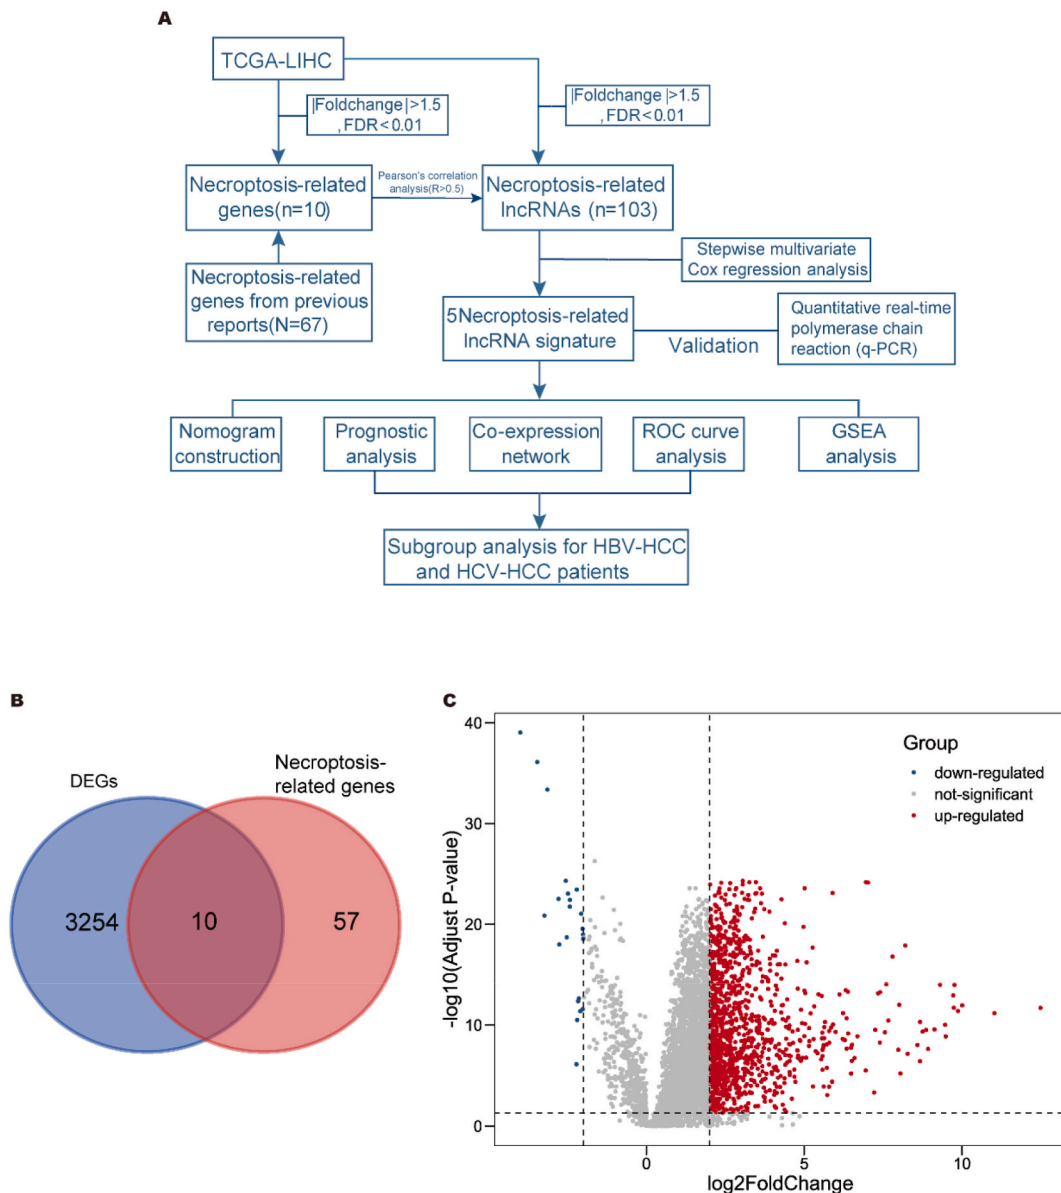 A
TCGA-LIHC
|Foldchange|>1.5
,FDR<0.01
|Foldchange|>1.5
,FDR<0.01
Necroptosis-related
genes(n=10)
Pearson's correlation
analysis(R>0.5)
Necroptosis-related
lncRNAs (n=103)
Necroptosis-related
genes from previous
reports(N=67)
Stepwise multivariate
Cox regression analysis
5Necroptosis-related
lncRNA signature
Validation
Quantitative real-time
polymerase chain
reaction (q-PCR)
Nomogram
construction
Prognostic
analysis
Co-expression
network
ROC curve
analysis
GSEA
analysis
Subgroup analysis for HBV-HCC
and HCV-HCC patients
B
DEGs
Necroptosis-
related genes
3254
10
57
C
40
30
20
10
0
-log10(Adjust P-value)
Group
down-regulated
not-significant
up-regulated
0
5
10
log2FoldChange